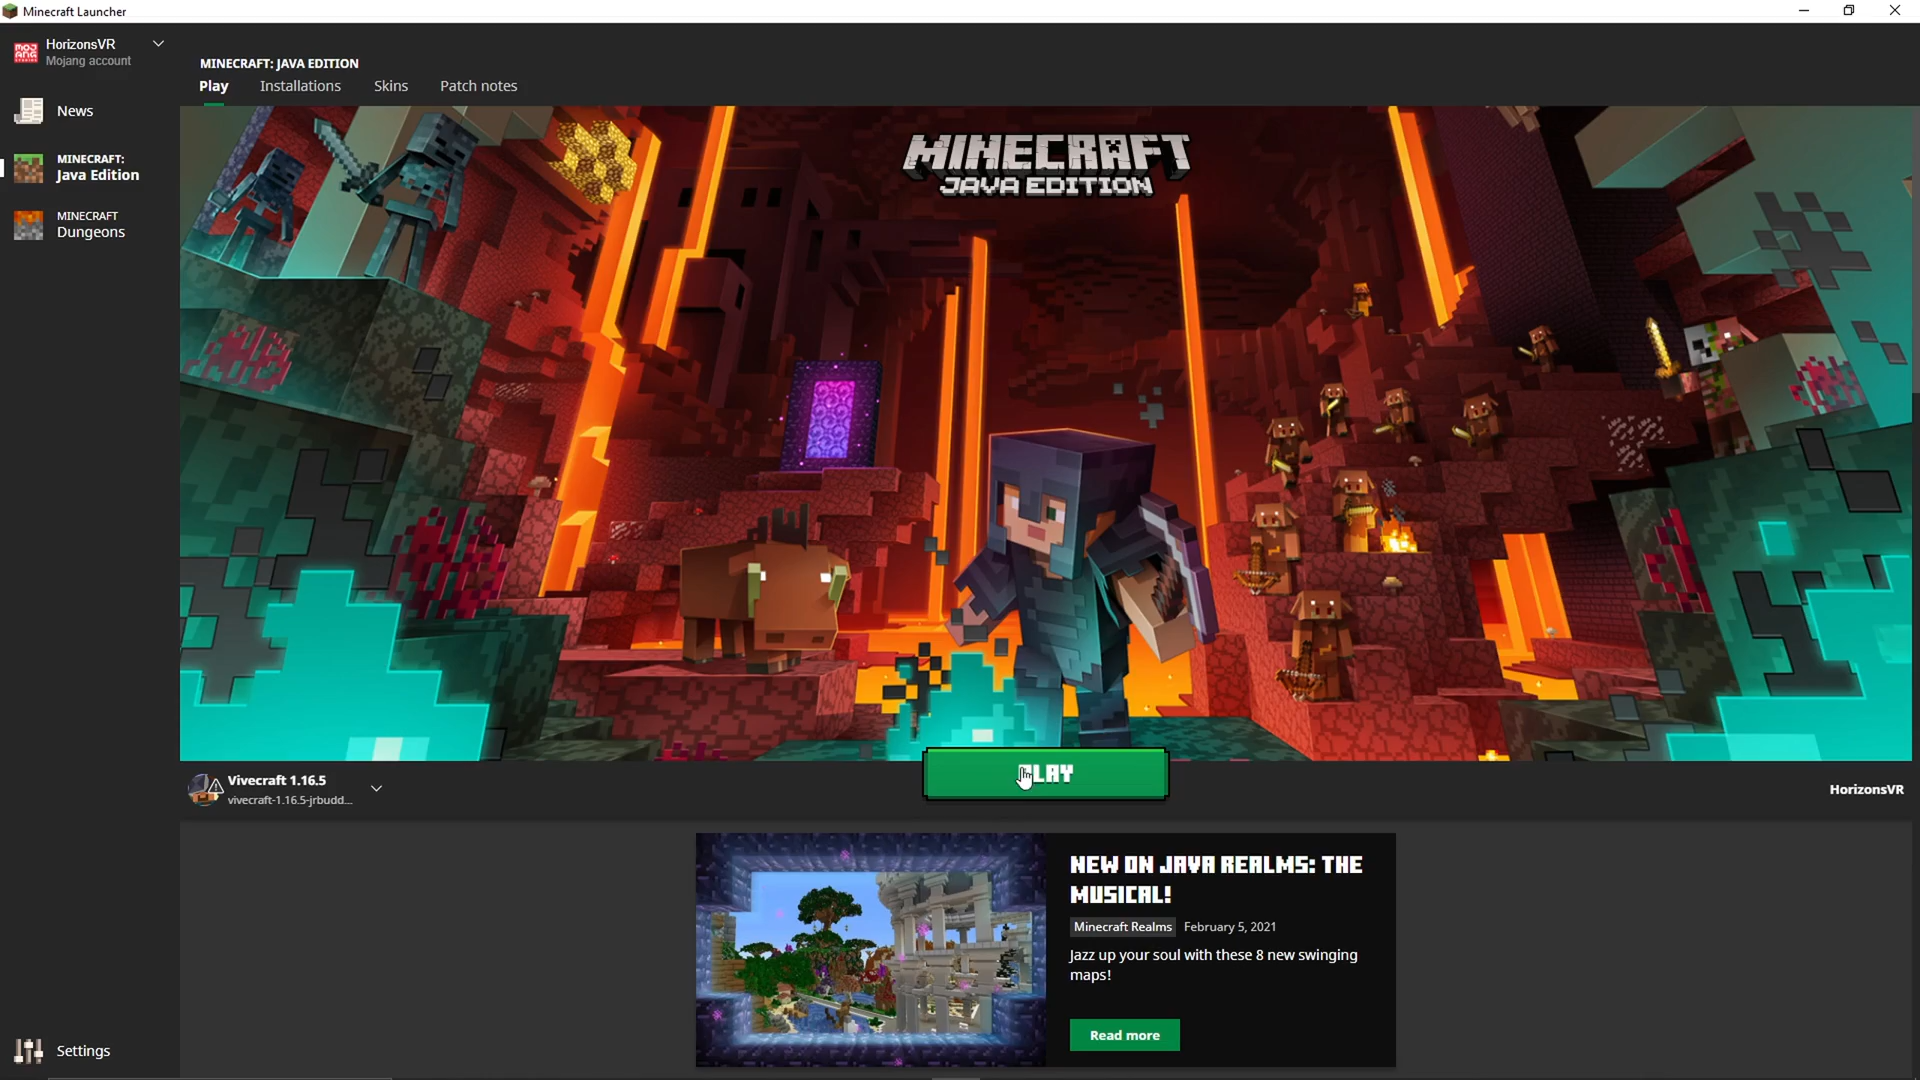 Minecraft Launcher
HorizonsVR
Mojang account
News
MINECRAFT:
Java Edition
MINECRAFT
Dungeons
Settings
MINECRAFT: JAVA EDITION
Play
Installations
Skins
Patch notes
MINECRAFT
JAVA EDITION
Vivecraft 1.16.5
vivecraft-1.16.5-jrbudd...
PLAY
HorizonsVR
NEW ON JAVA REALMS: THE
MUSICAL!
Minecraft Realms February 5, 2021
Jazz up your soul with these 8 new swinging
maps!
Read more